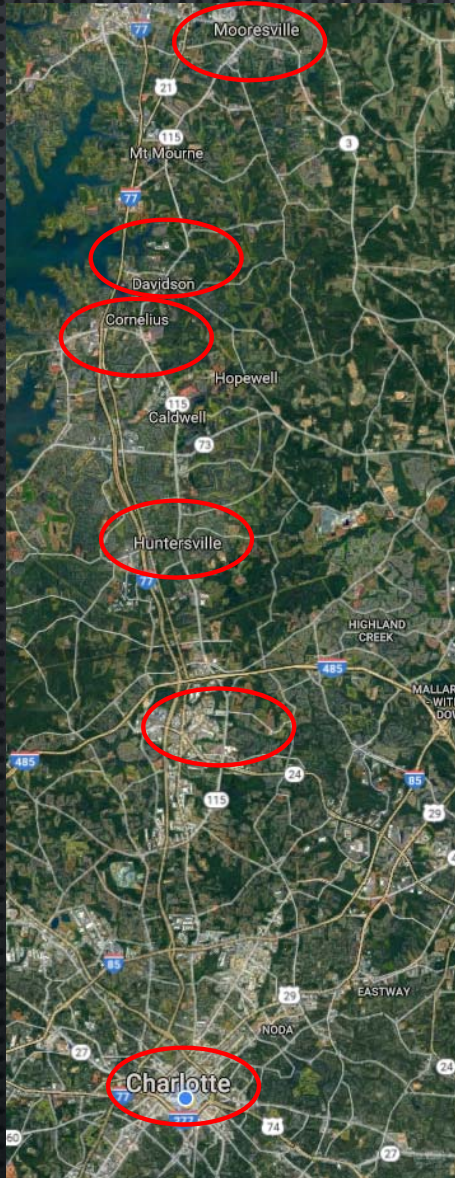 77
Mooresville
21
115
3
Mt Mourne
77
Davidson
Cornelius
Hopewell
115
Caldwell
73
Huntersville
77
HIGHLAND
CREEK
485
MALLAR
WIT
DOW
485
24
85
115
29
4
85
29
EASTWAY
NODA
27
24
Charlotte
77
277
74
60
27